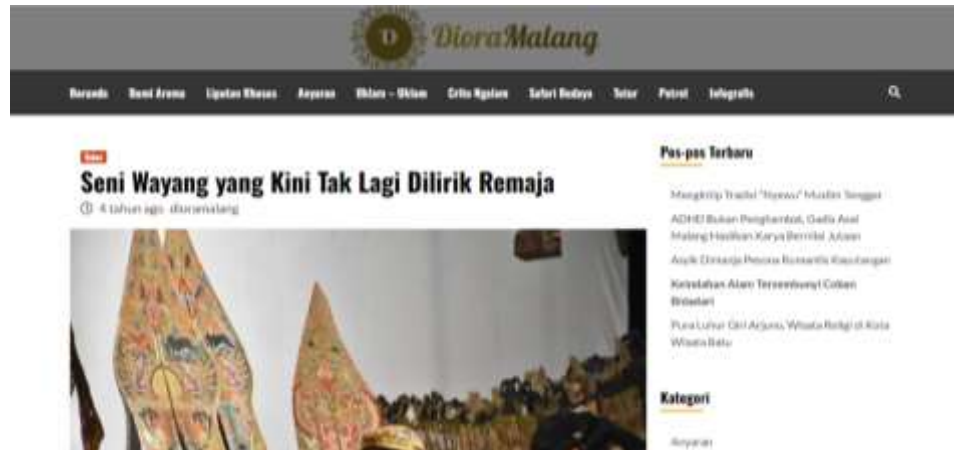 D
DioraMalang
Beranda Bumi Arema Liputan Khusus Anyaran Uklam – Uklam Crito Ngalam Safari Budaya Tutur Potret Infografis
Seni Wayang yang Kini Tak Lagi Dilirik Remaja
4 tahun ago dioramalang
Pos-pos Terbaru
Mengintip Tradisi "Nyewu" Muslim Tengger
ADHD Bukan Penghambat, Gadis Asal
Malang Hasilkan Karya Bernilai Jutaan
Asyik Dimanja Pesona Romantis Kayutangan
Keindahan Alam Tersembunyi Coban
Bidadari
Pura Luhur Giri Arjuno, Wisata Religi di Kota
Wisata Batu
Kategori
Anyaran